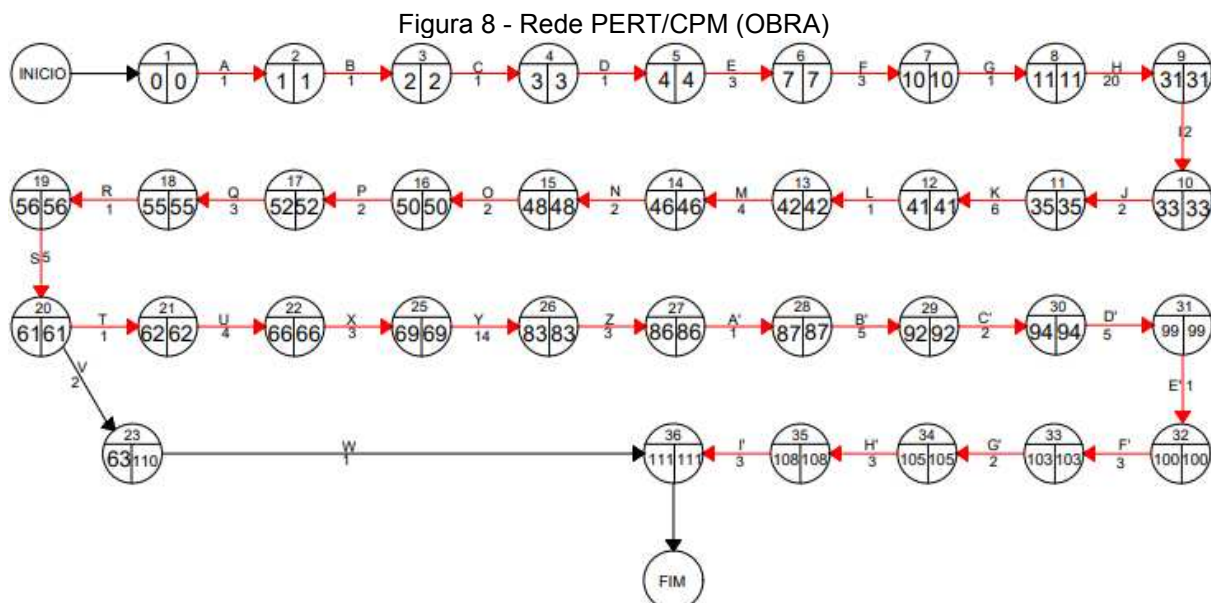 Figura 8 - Rede PERT/CPM (OBRA)
INICIO
1
0 0
A
1
2
1 1
B
1
3
2 2
C
1
4
3 3
D
1
5
4 4
E
3
6
7 7
F
3
7
10 10
G
1
8
11 11
H
20
9
31 31
I 2
19
56 56
R
1
18
55 55
Q
3
17
52 52
P
2
16
50 50
O
2
15
48 48
N
2
14
46 46
M
4
13
42 42
L
1
12
41 41
K
6
11
35 35
J
2
10
33 33
S 5
20
61 61
T
1
21
62 62
U
4
22
66 66
X
3
25
69 69
Y
14
26
83 83
Z
3
27
86 86
A'
1
28
87 87
B'
5
29
92 92
C'
2
30
94 94
D'
5
31
99 99
V
2
E' 1
23
63 110
W
1
36
111 111
I'
3
35
108 108
H'
3
34
105 105
G'
2
33
103 103
F'
3
32
100 100
FIM